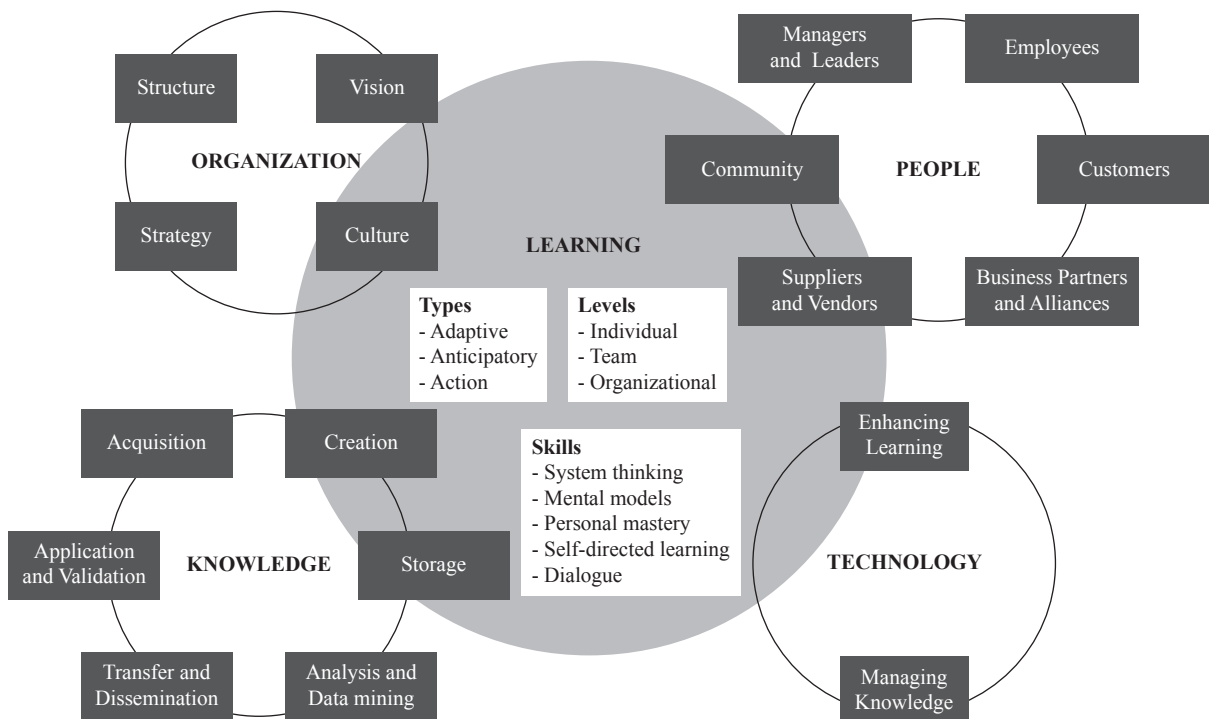 Structure
Vision
ORGANIZATION
Strategy
Culture
Managers
and Leaders
Employees
Community
PEOPLE
Customers
Suppliers
and Vendors
Business Partners
and Alliances
LEARNING
Types
- Adaptive
- Anticipatory
- Action
Levels
- Individual
- Team
- Organizational
Skills
- System thinking
- Mental models
- Personal mastery
- Self-directed learning
- Dialogue
Acquisition
Creation
Application
and Validation
KNOWLEDGE
Storage
Transfer and
Dissemination
Analysis and
Data mining
Enhancing
Learning
TECHNOLOGY
Managing
Knowledge